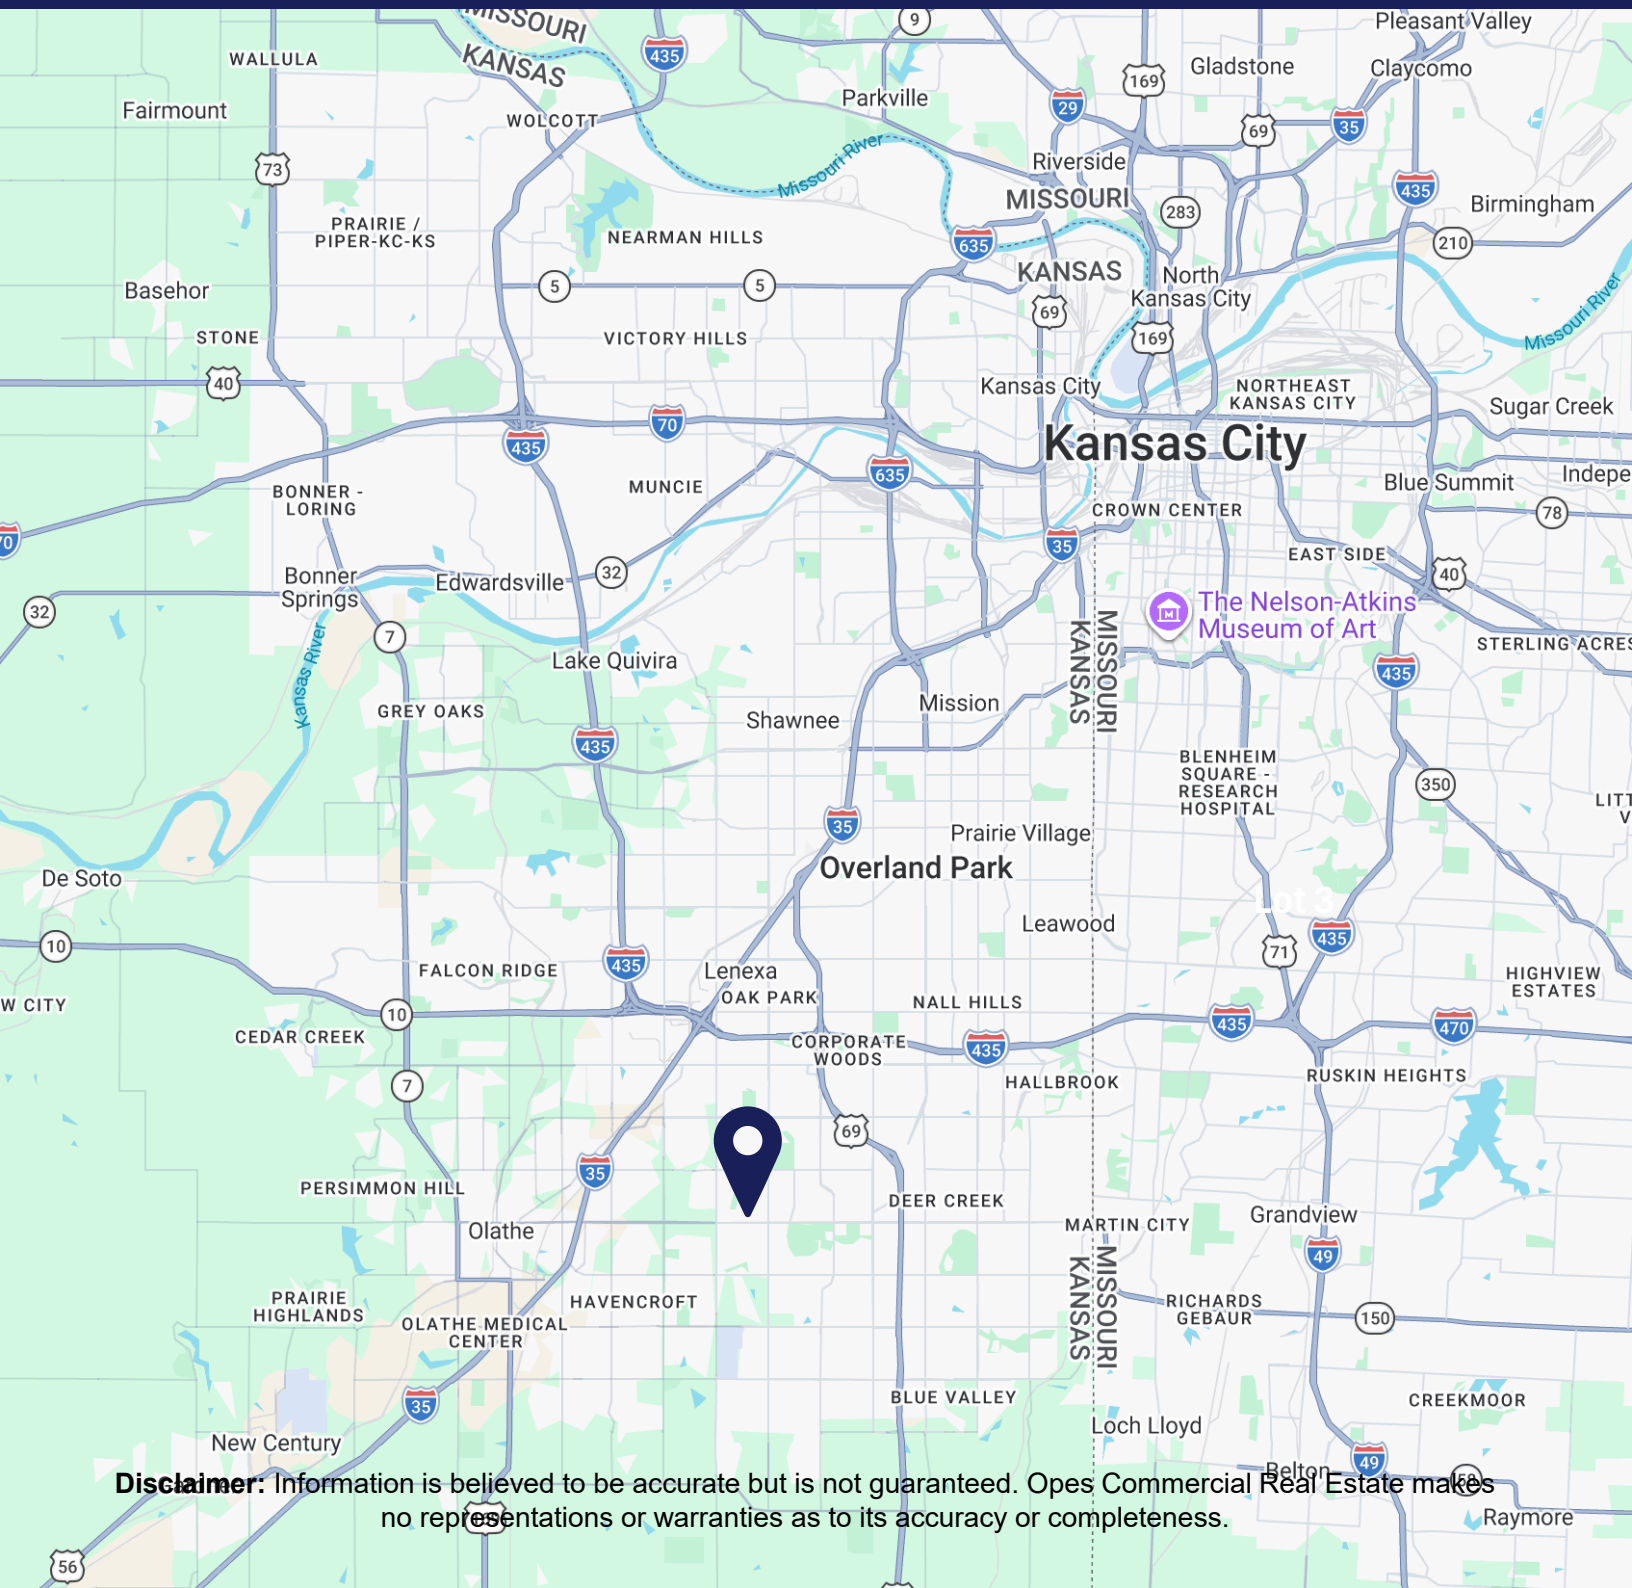 MISSOURI
KANSAS
435
9
Pleasant Valley
WALLULA
Gladstone
Claycomo
169
Fairmount
WOLCOTT
Parkville
29
69
35
Missouri River
Riverside
73
435
MISSOURI
283
Birmingham
PRAIRIE /
PIPER-KC-KS
NEARMAN HILLS
635
210
KANSAS
North
Kansas City
Basehor
5
5
69
Missouri River
STONE
VICTORY HILLS
169
40
Kansas City
NORTHEAST
KANSAS CITY
Sugar Creek
70
435
Kansas City
635
Blue Summit
Indepe
BONNER -
LORING
MUNCIE
CROWN CENTER
78
70
35
EAST SIDE
40
Bonner
Springs
Edwardsville
32
32
The Nelson-Atkins
Museum of Art
7
Kansas River
KANSAS
MISSOURI
STERLING ACRES
Lake Quivira
435
GREY OAKS
Mission
Shawnee
435
BLENHEIM
SQUARE -
RESEARCH
HOSPITAL
350
LITT
V
35
Prairie Village
Overland Park
De Soto
Lot 3
Leawood
435
10
71
435
FALCON RIDGE
Lenexa
OAK PARK
NALL HILLS
HIGHVIEW
ESTATES
W CITY
10
435
470
CEDAR CREEK
CORPORATE
WOODS
435
HALLBROOK
RUSKIN HEIGHTS
7
69
35
PERSIMMON HILL
DEER CREEK
Olathe
MARTIN CITY
Grandview
49
KANSAS
MISSOURI
PRAIRIE
HIGHLANDS
HAVENCROFT
RICHARDS
GEBAUR
150
OLATHE MEDICAL
CENTER
BLUE VALLEY
CREEKMOOR
35
Loch Lloyd
New Century
49
Belton
58
Disclaimer: Information is believed to be accurate but is not guaranteed. Opes Commercial Real Estate makes
no representations or warranties as to its accuracy or completeness.
Raymore
56